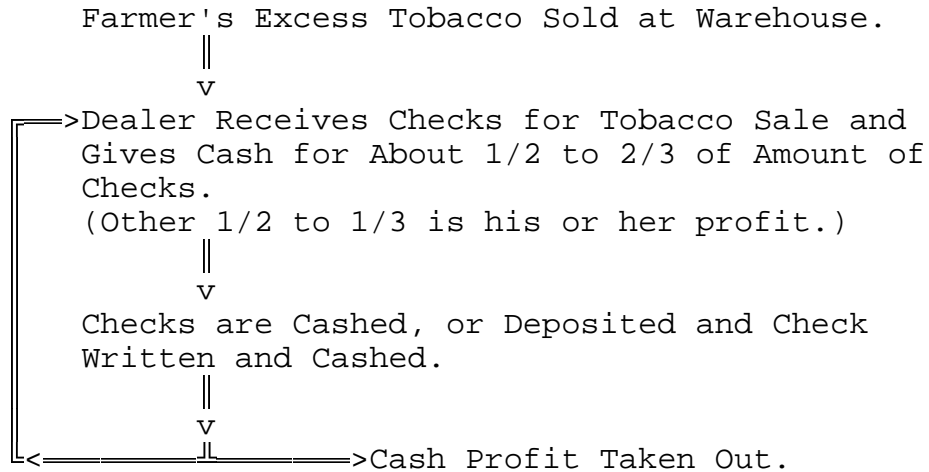 Farmer's Excess Tobacco Sold at Warehouse.
Dealer Receives Checks for Tobacco Sale and
Gives Cash for About 1/2 to 2/3 of Amount of
Checks.
(Other 1/2 to 1/3 is his or her profit.)
Checks are Cashed, or Deposited and Check
Written and Cashed.
Cash Profit Taken Out.